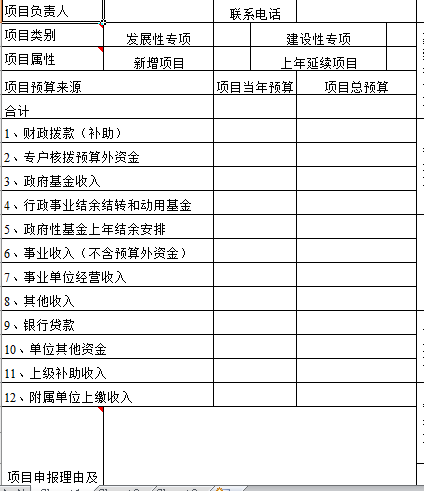 项目负责人 联系电话
项目类别 发展性专项 建设性专项
项目属性 新增项目 上年延续项目
项目预算来源 项目当年预算 项目总预算
合计
1、财政拨款（补助）
2、专户核拨预算外资金
3、政府基金收入
4、行政事业结余结转和动用基金
5、政府性基金上年结余安排
6、事业收入（不含预算外资金）
7、事业单位经营收入
8、其他收入
9、银行贷款
10、单位其他资金
11、上级补助收入
12、附属单位上缴收入
项目申报理由及